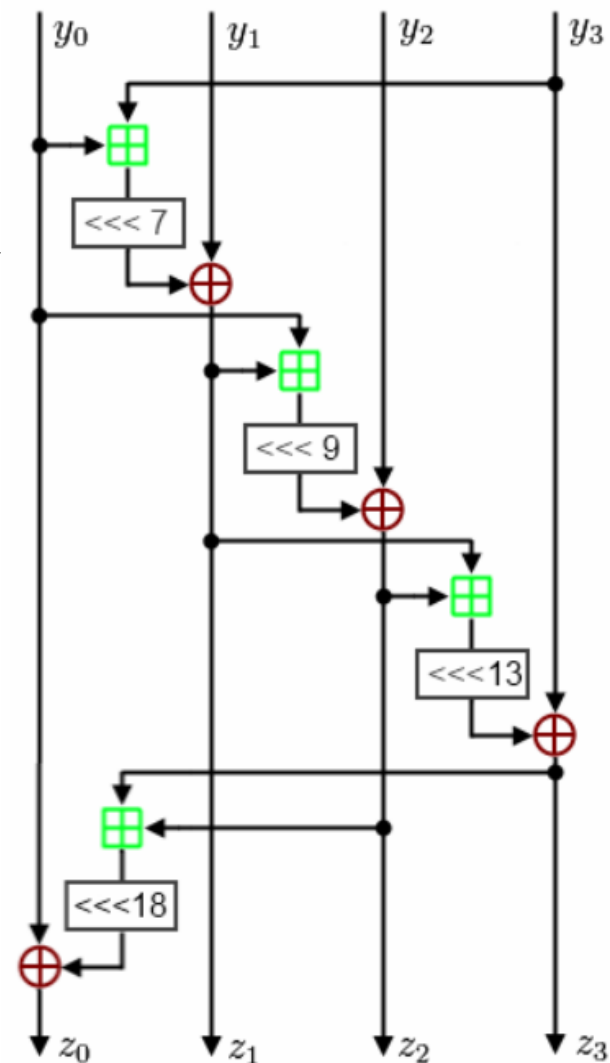 y₀ y₁ y₂ y₃
<<< 7
<<< 9
<<<13
<<<18
z₀ z₁ z₂ z₃